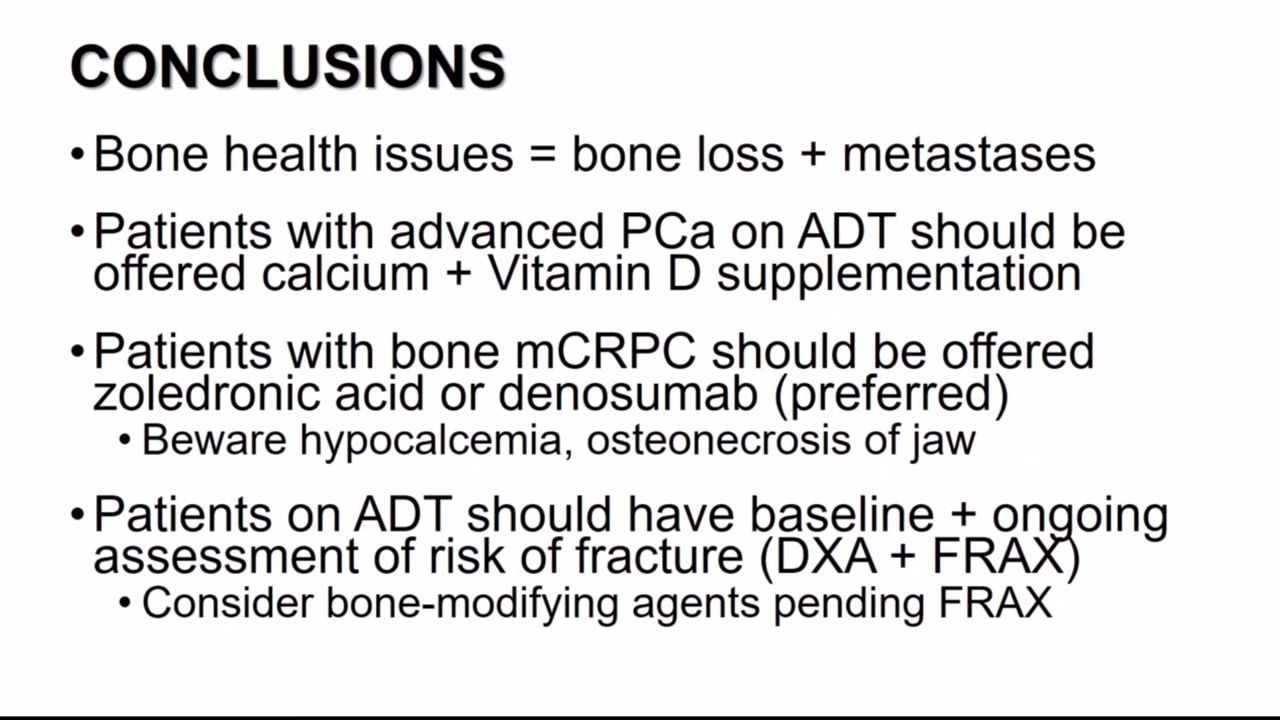 CONCLUSIONS
• Bone health issues = bone loss + metastases
• Patients with advanced PCa on ADT should be
offered calcium + Vitamin D supplementation
• Patients with bone mCRPC should be offered
zoledronic acid or denosumab (preferred)
• Beware hypocalcemia, osteonecrosis of jaw
• Patients on ADT should have baseline + ongoing
assessment of risk of fracture (DXA + FRAX)
• Consider bone-modifying agents pending FRAX